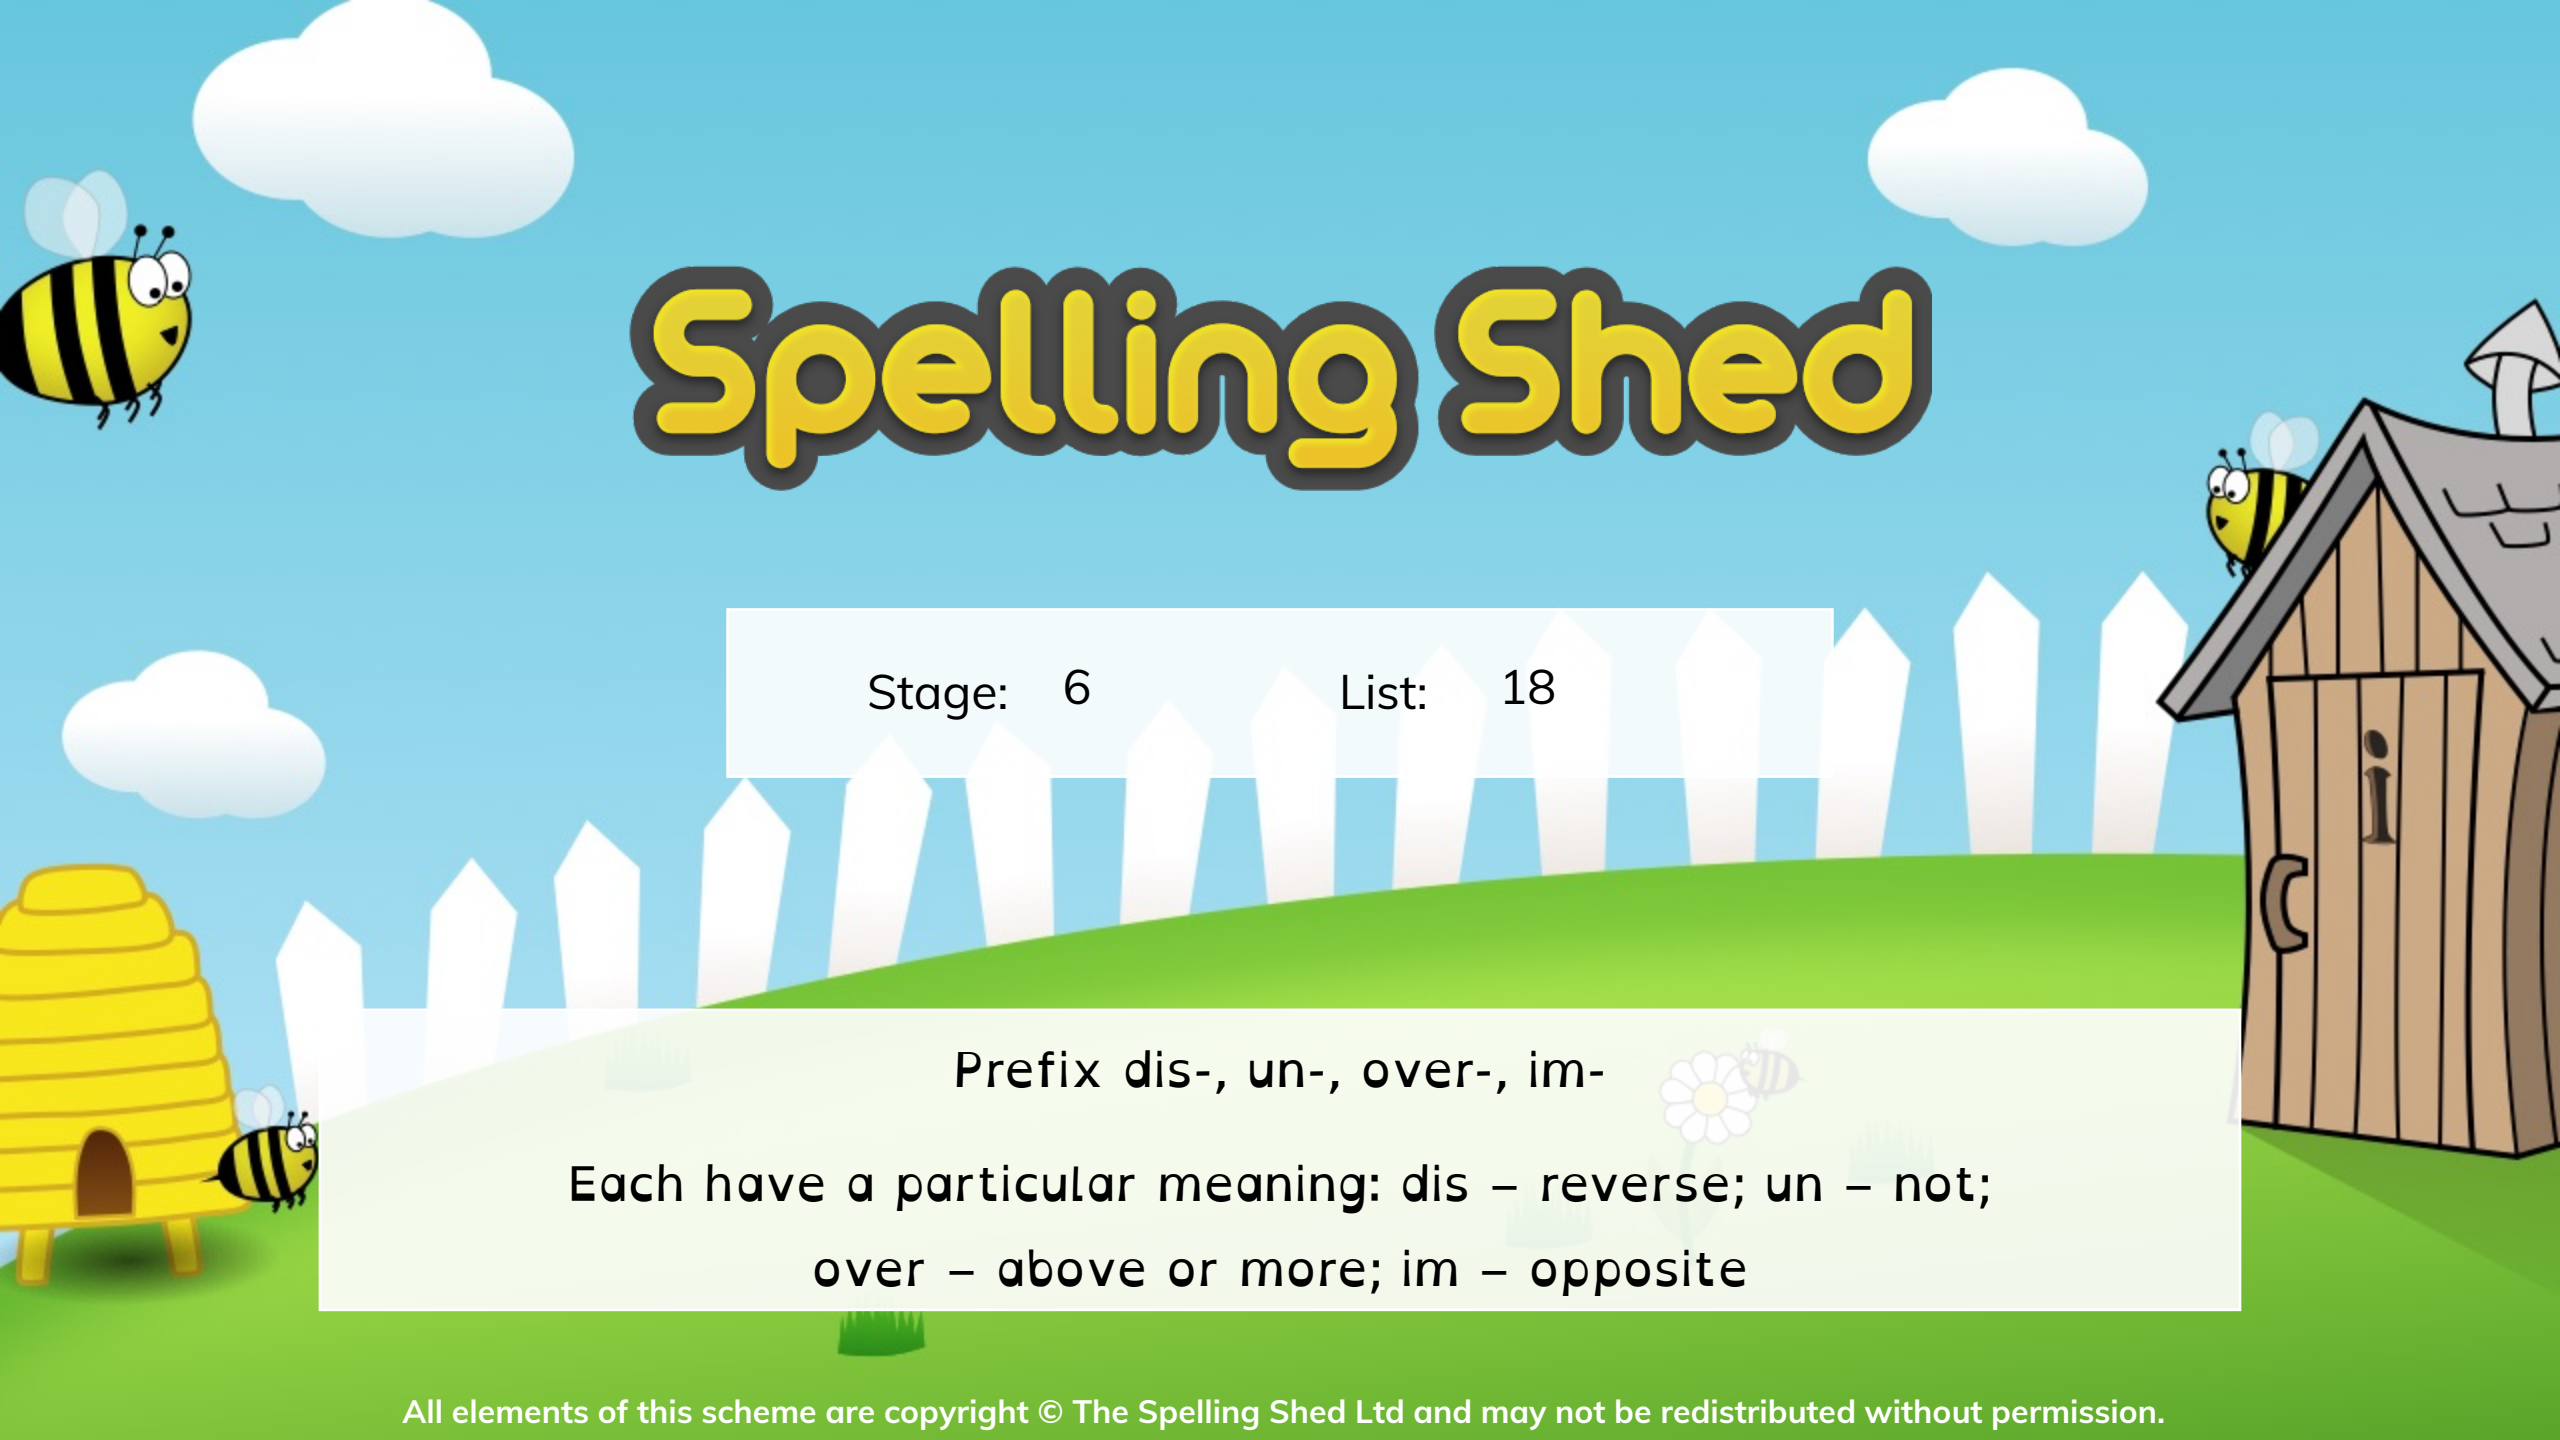 Spelling Shed
Stage: 6 List: 18
Prefix dis-, un-, over-, im-
Each have a particular meaning: dis – reverse; un – not;
over – above or more; im – opposite
All elements of this scheme are copyright © The Spelling Shed Ltd and may not be redistributed without permission.